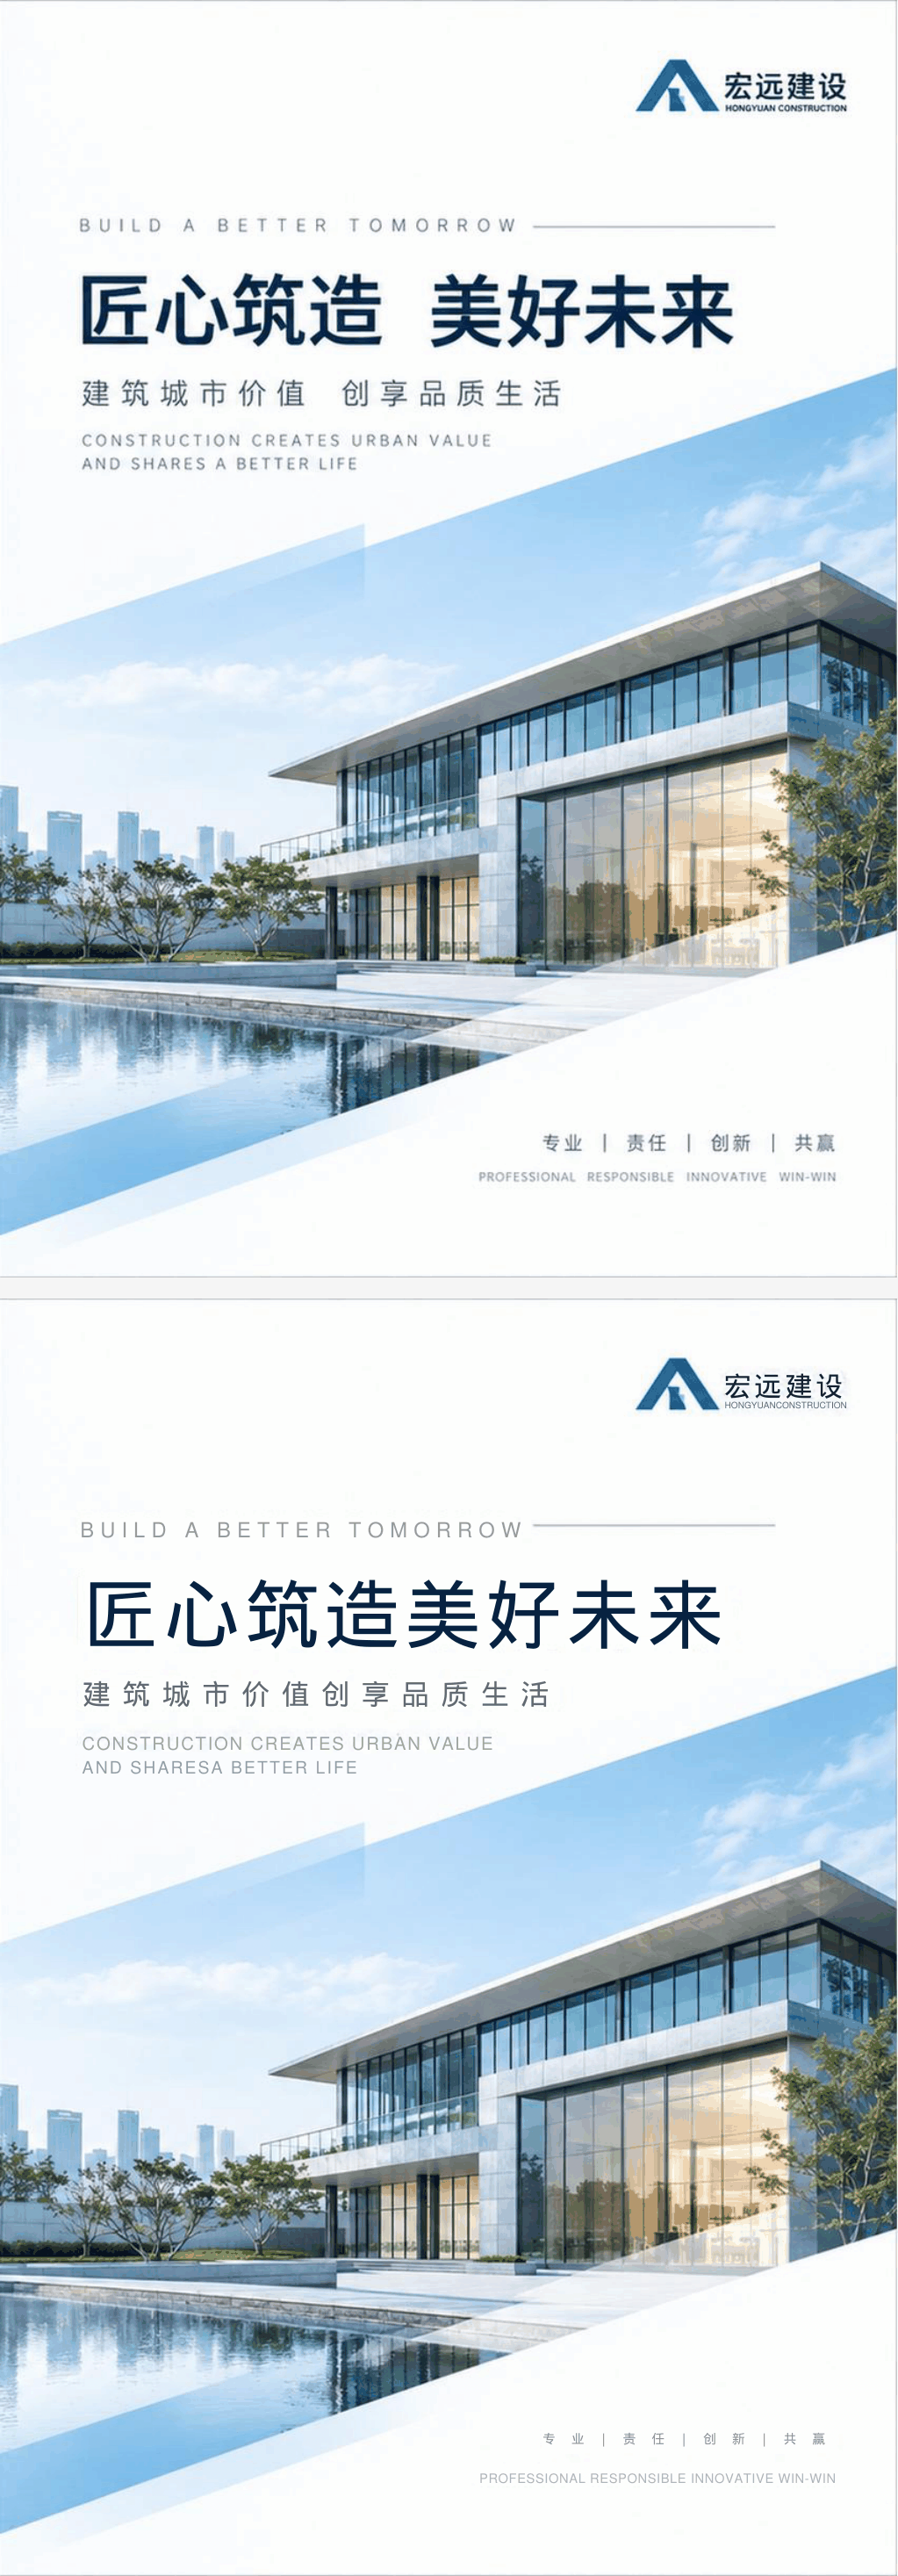 宏远建设
HONGYUAN CONSTRUCTION
BUILD A BETTER TOMORROW
匠心筑造 美好未来
建筑城市价值 创享品质生活
CONSTRUCTION CREATES URBAN VALUE
AND SHARES A BETTER LIFE
专业 | 责任 | 创新 | 共赢
PROFESSIONAL RESPONSIBLE INNOVATIVE WIN-WIN
宏远建设
HONGYUANCONSTRUCTION
BUILD A BETTER TOMORROW
匠心筑造美好未来
建筑城市价值创享品质生活
CONSTRUCTION CREATES URBAN VALUE
AND SHARESA BETTER LIFE
专业 | 责任 | 创新 | 共赢
PROFESSIONAL RESPONSIBLE INNOVATIVE WIN-WIN